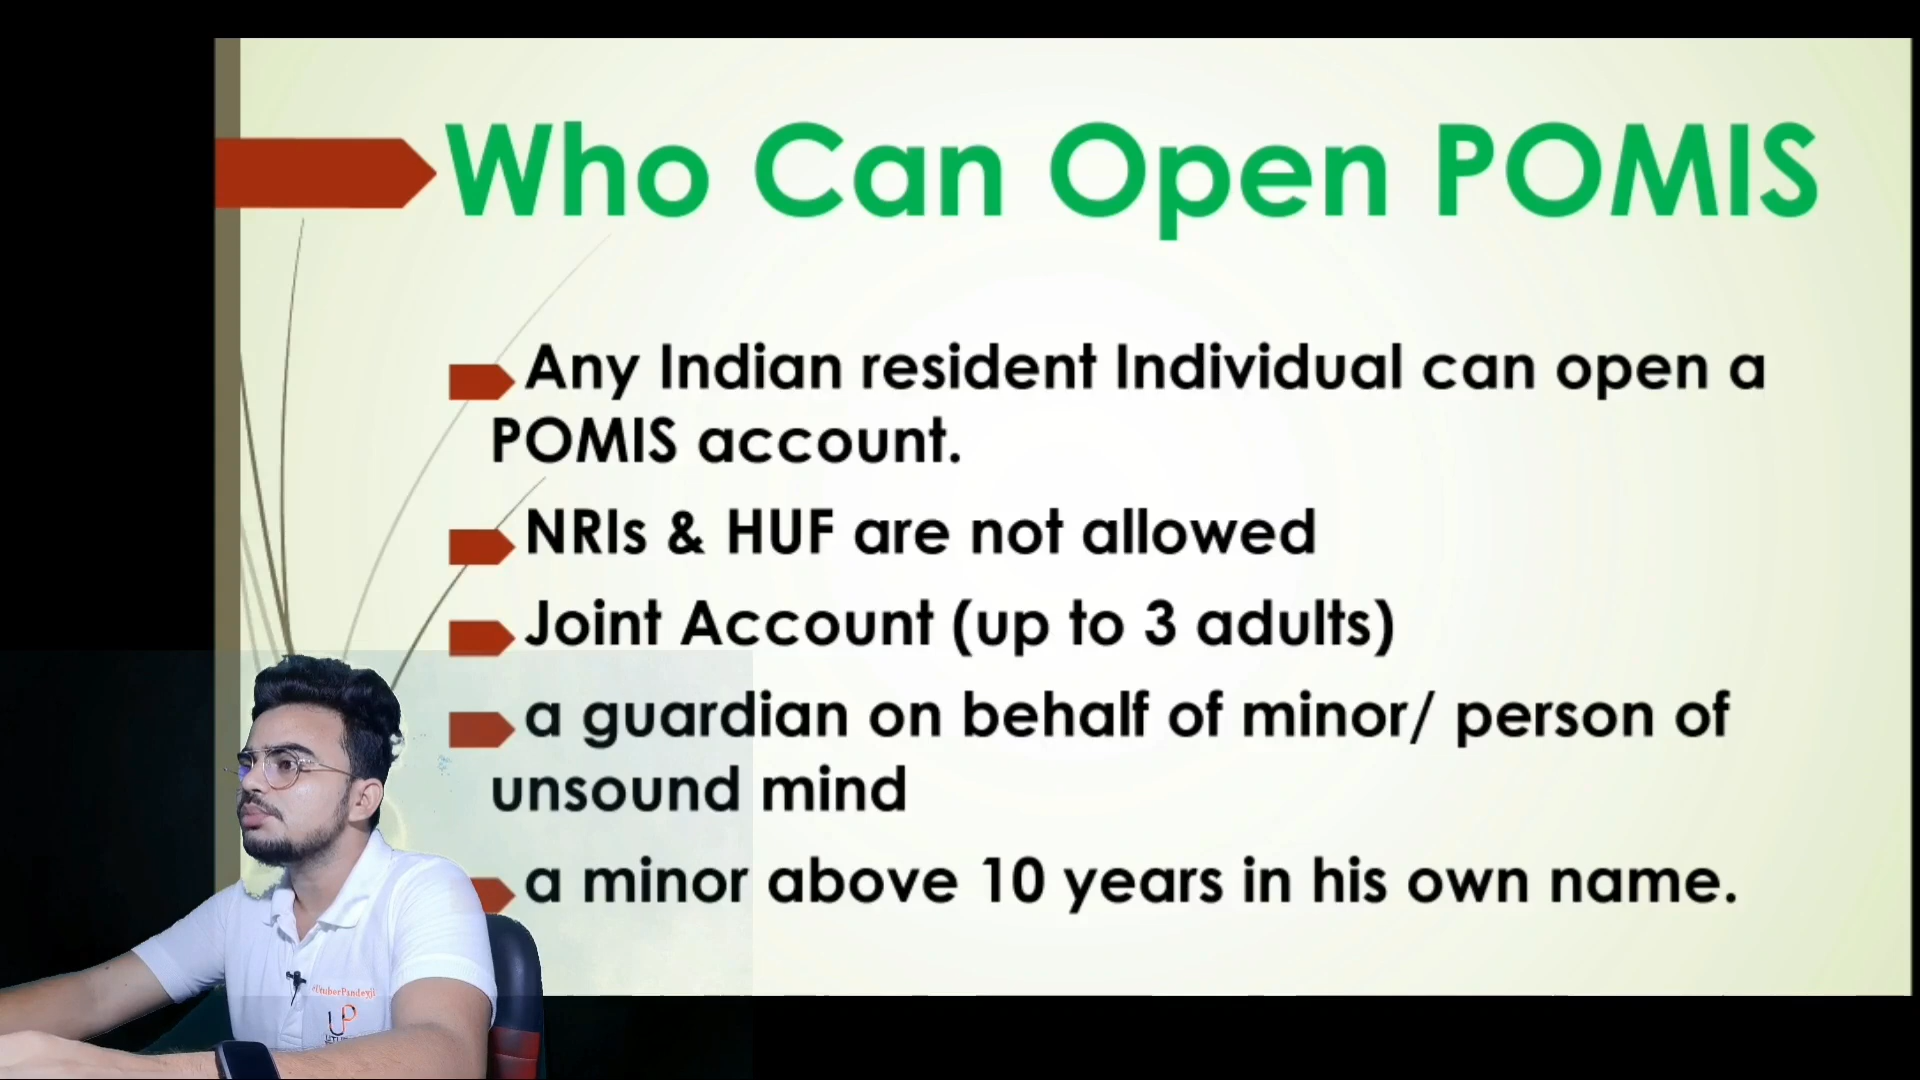 Who Can Open POMIS
Any Indian resident Individual can open a
POMIS account.
NRIs & HUF are not allowed
Joint Account (up to 3 adults)
a guardian on behalf of minor/ person of
unsound mind
a minor above 10 years in his own name.
UP